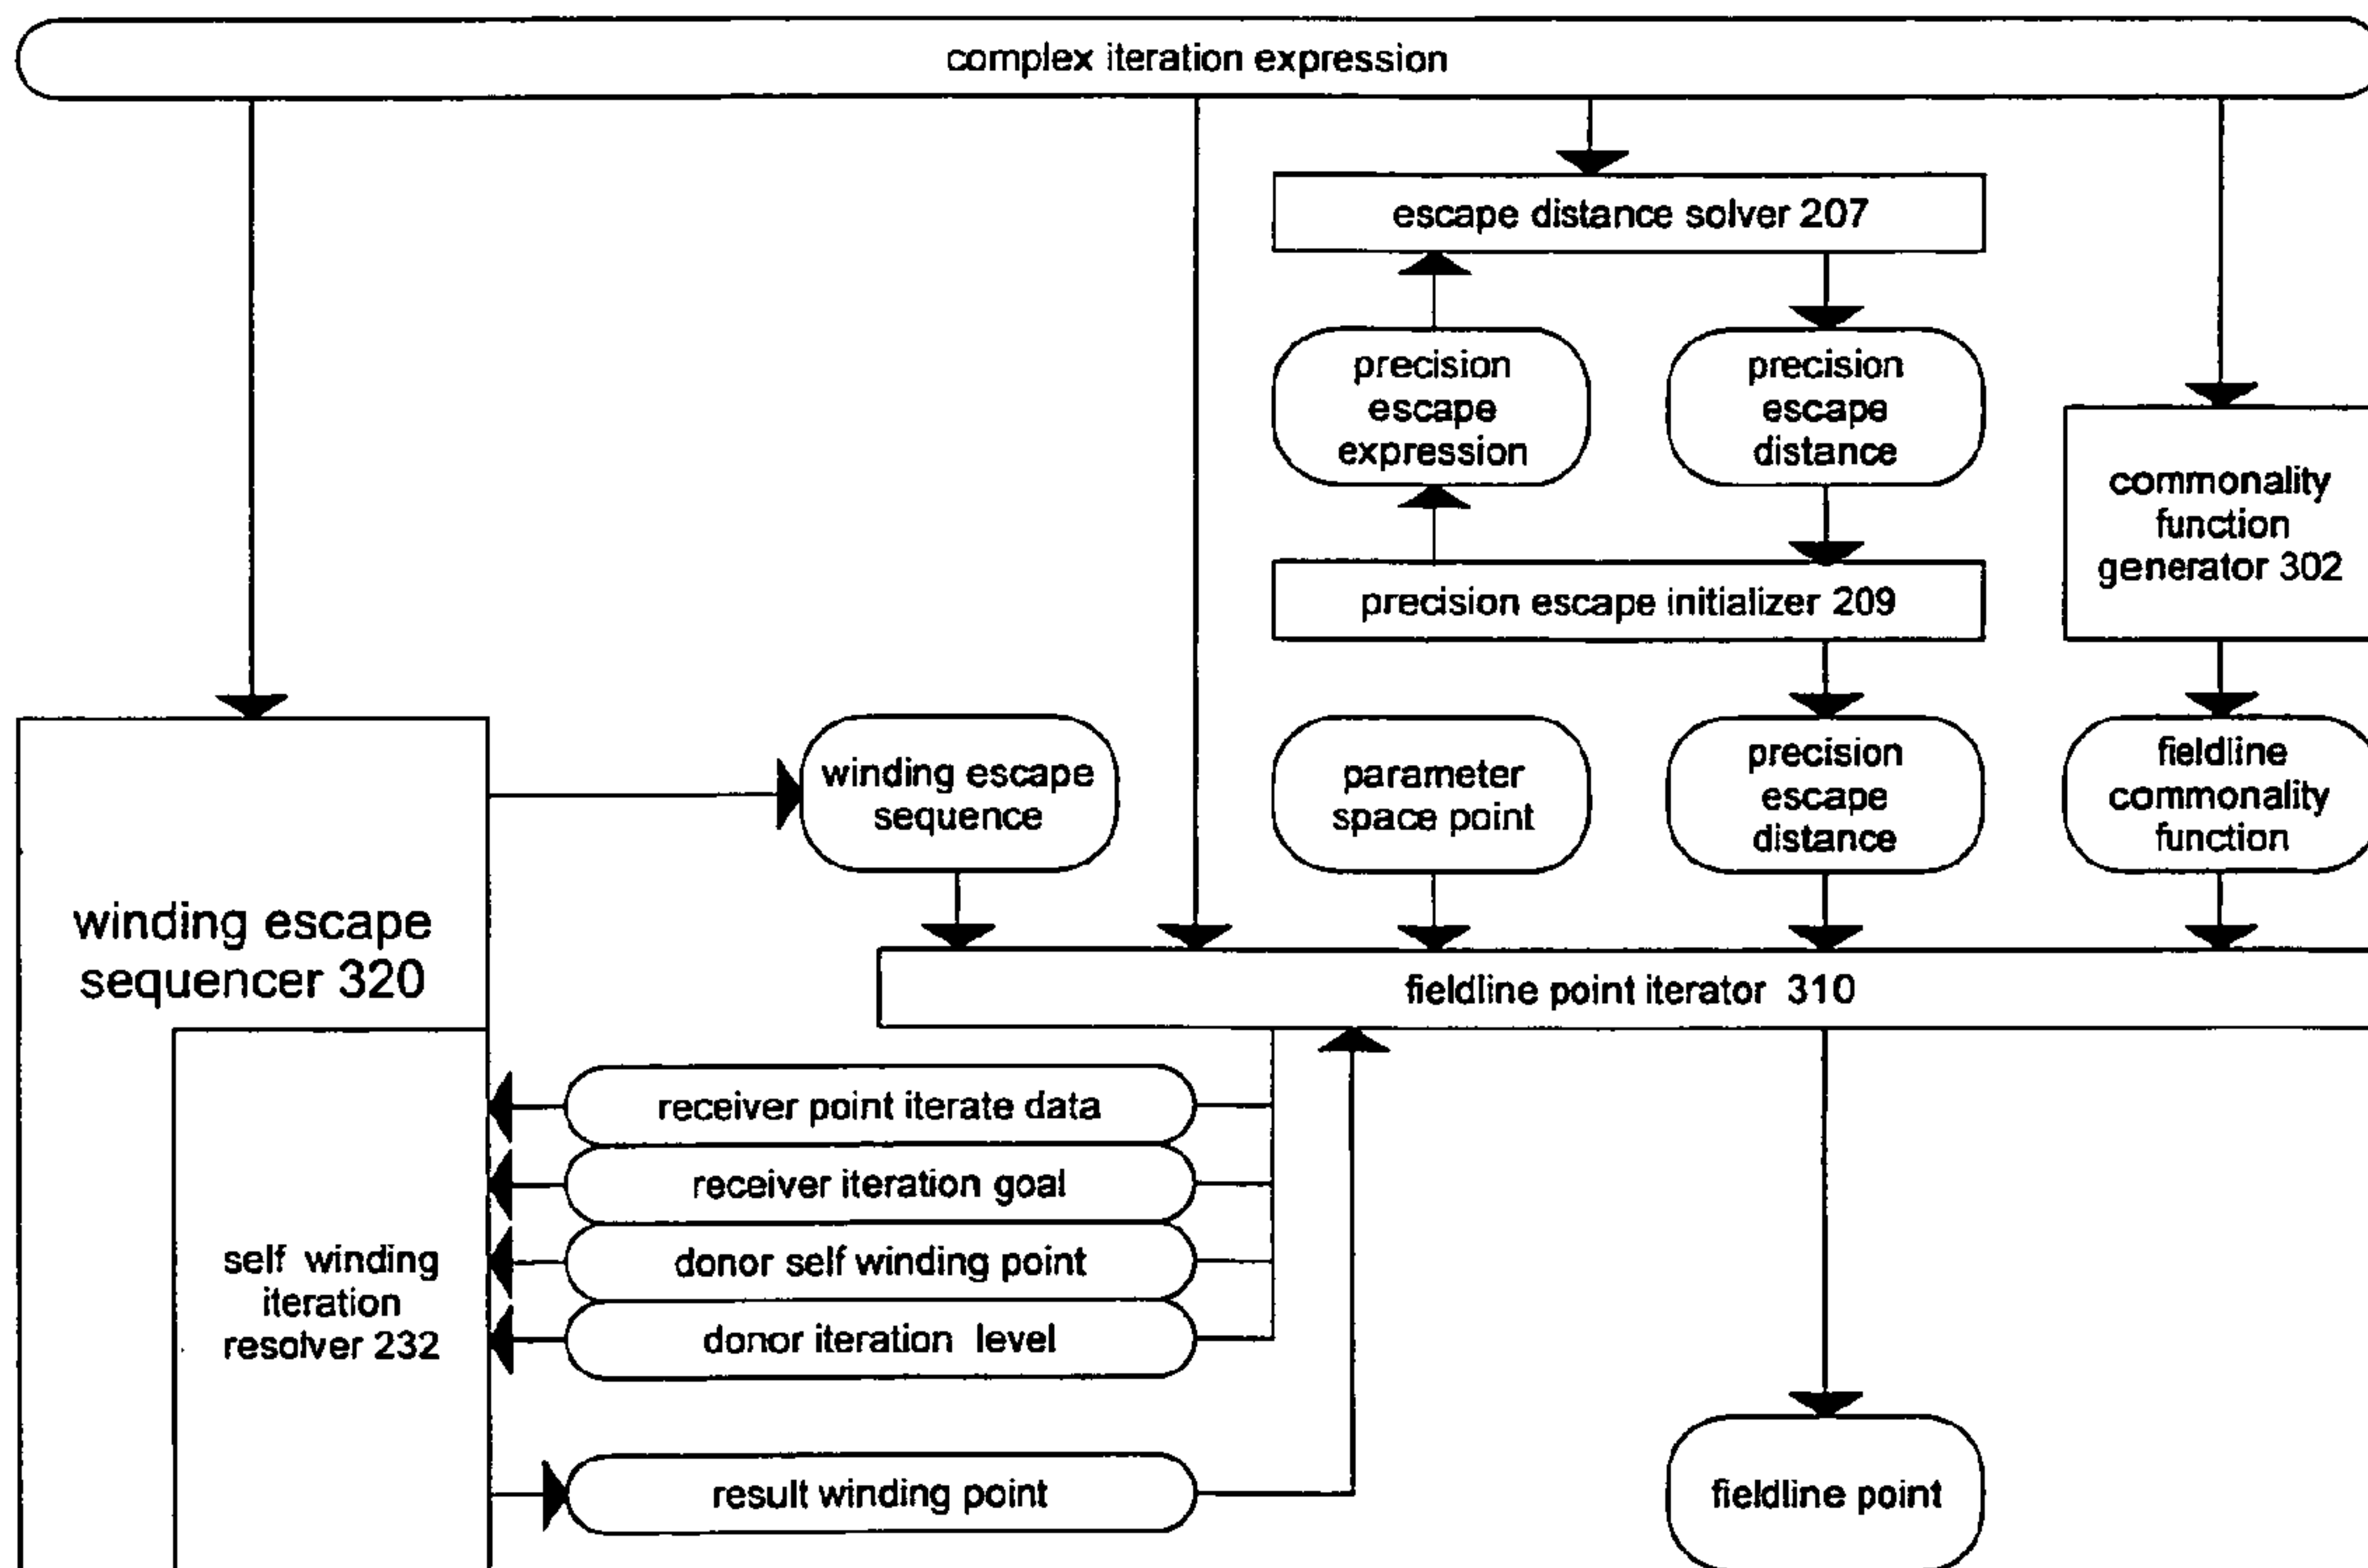 complex iteration expression
escape distance solver 207
precision
escape
expression
precision
escape
distance
commonality
function
generator 302
precision escape initializer 209
winding escape
sequence
parameter
space point
precision
escape
distance
fieldline
commonality
function
winding escape
sequencer 320
fieldline point iterator 310
receiver point iterate data
receiver iteration goal
donor self winding point
donor iteration level
self winding
iteration
resolver 232
result winding point
fieldline point